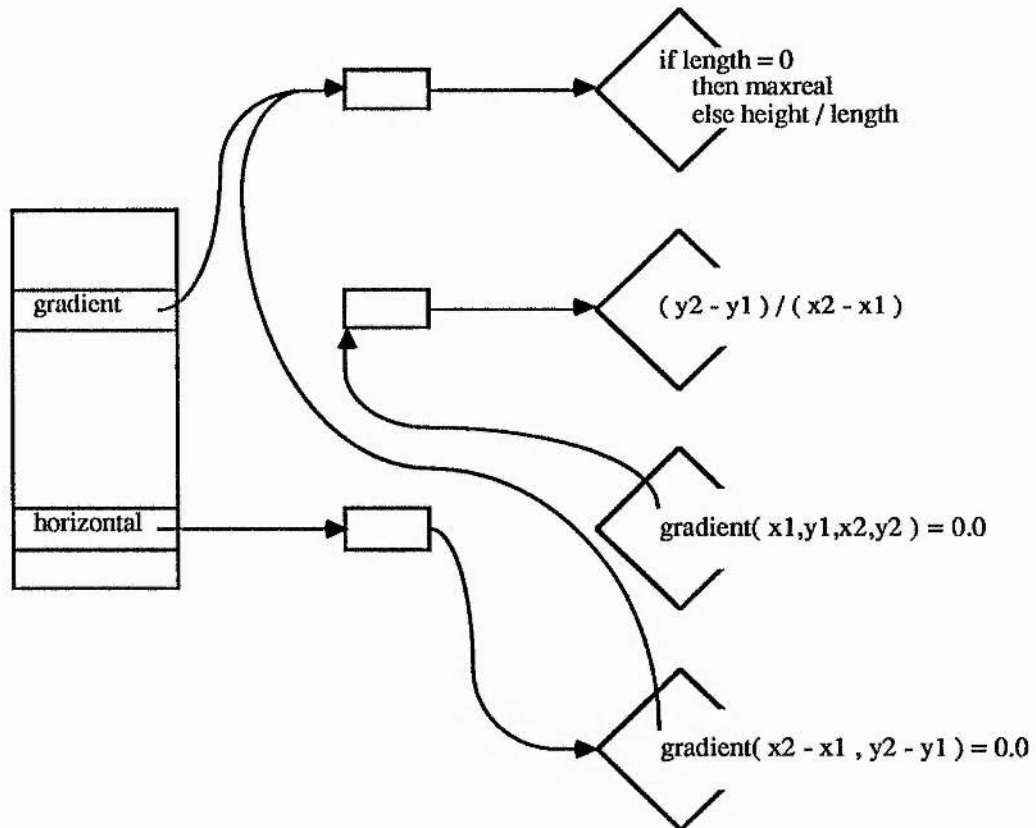 if length = 0
then maxreal
else height / length
gradient
( y2 - y1 ) / ( x2 - x1 )
horizontal
gradient( x1,y1,x2,y2 ) = 0.0
gradient( x2 - x1 , y2 - y1 ) = 0.0